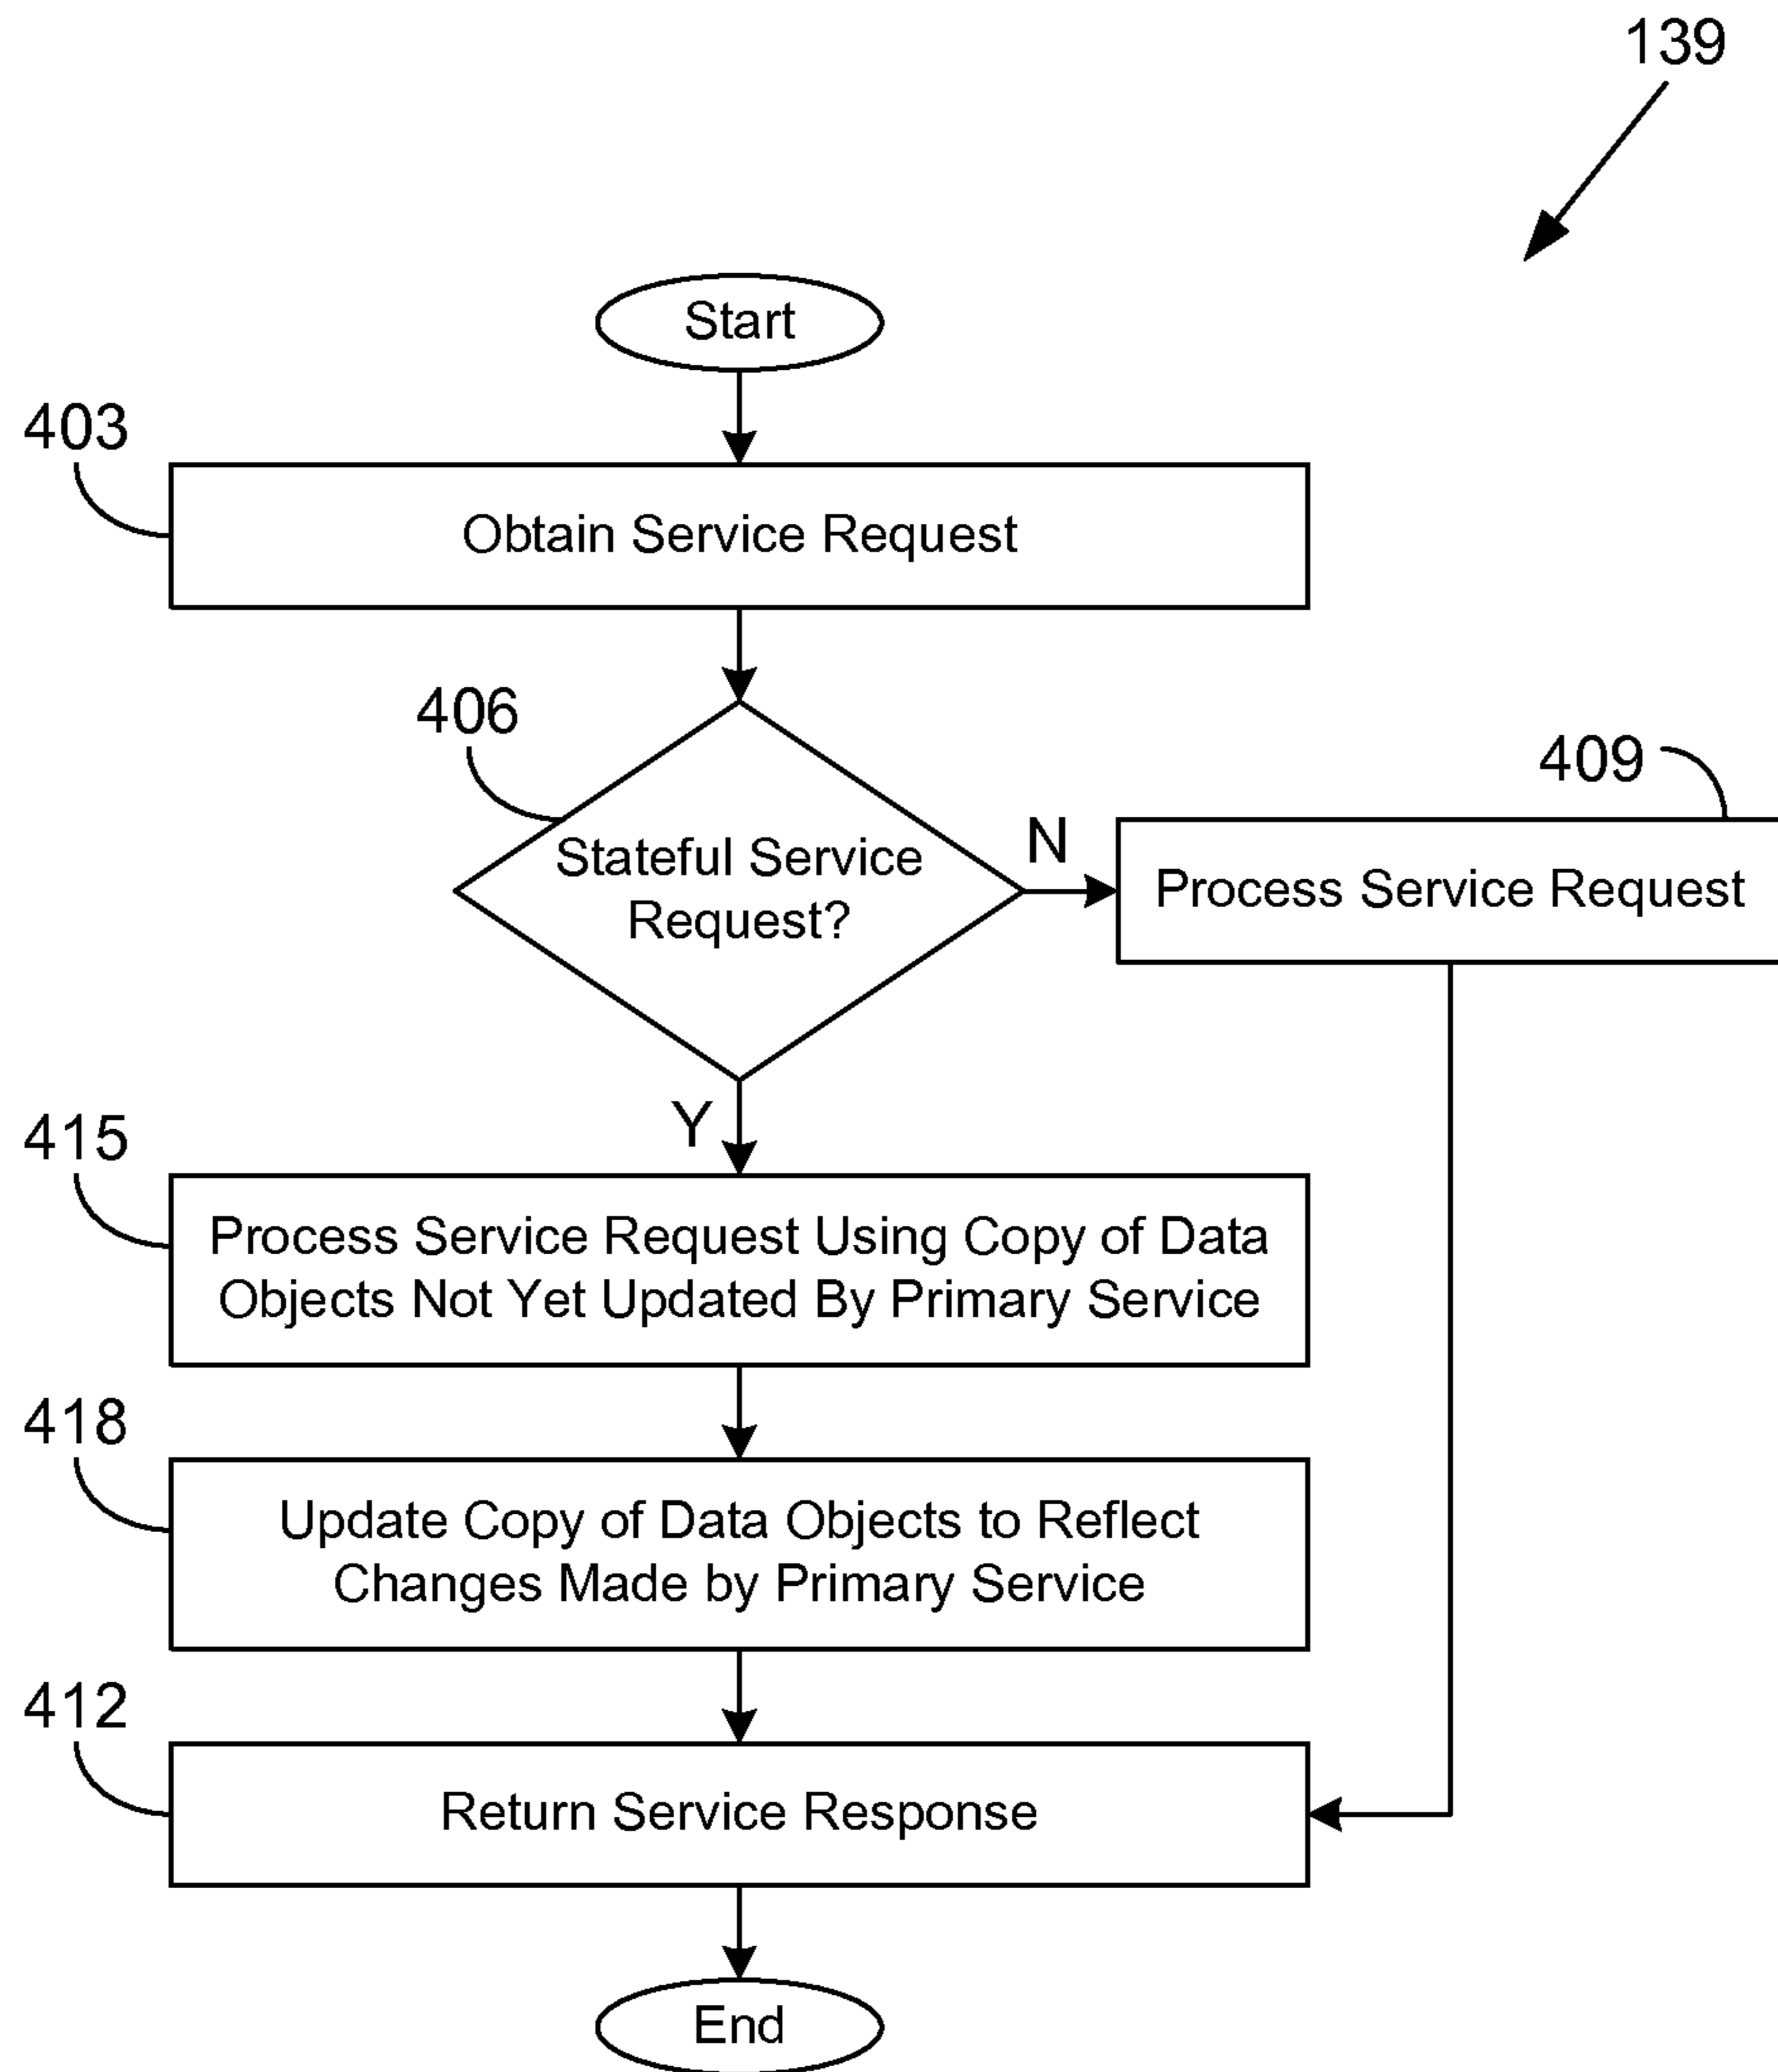 139
Start
403
Obtain Service Request
406
Stateful Service
Request?
N
409
Process Service Request
Y
415
Process Service Request Using Copy of Data
Objects Not Yet Updated By Primary Service
418
Update Copy of Data Objects to Reflect
Changes Made by Primary Service
412
Return Service Response
End